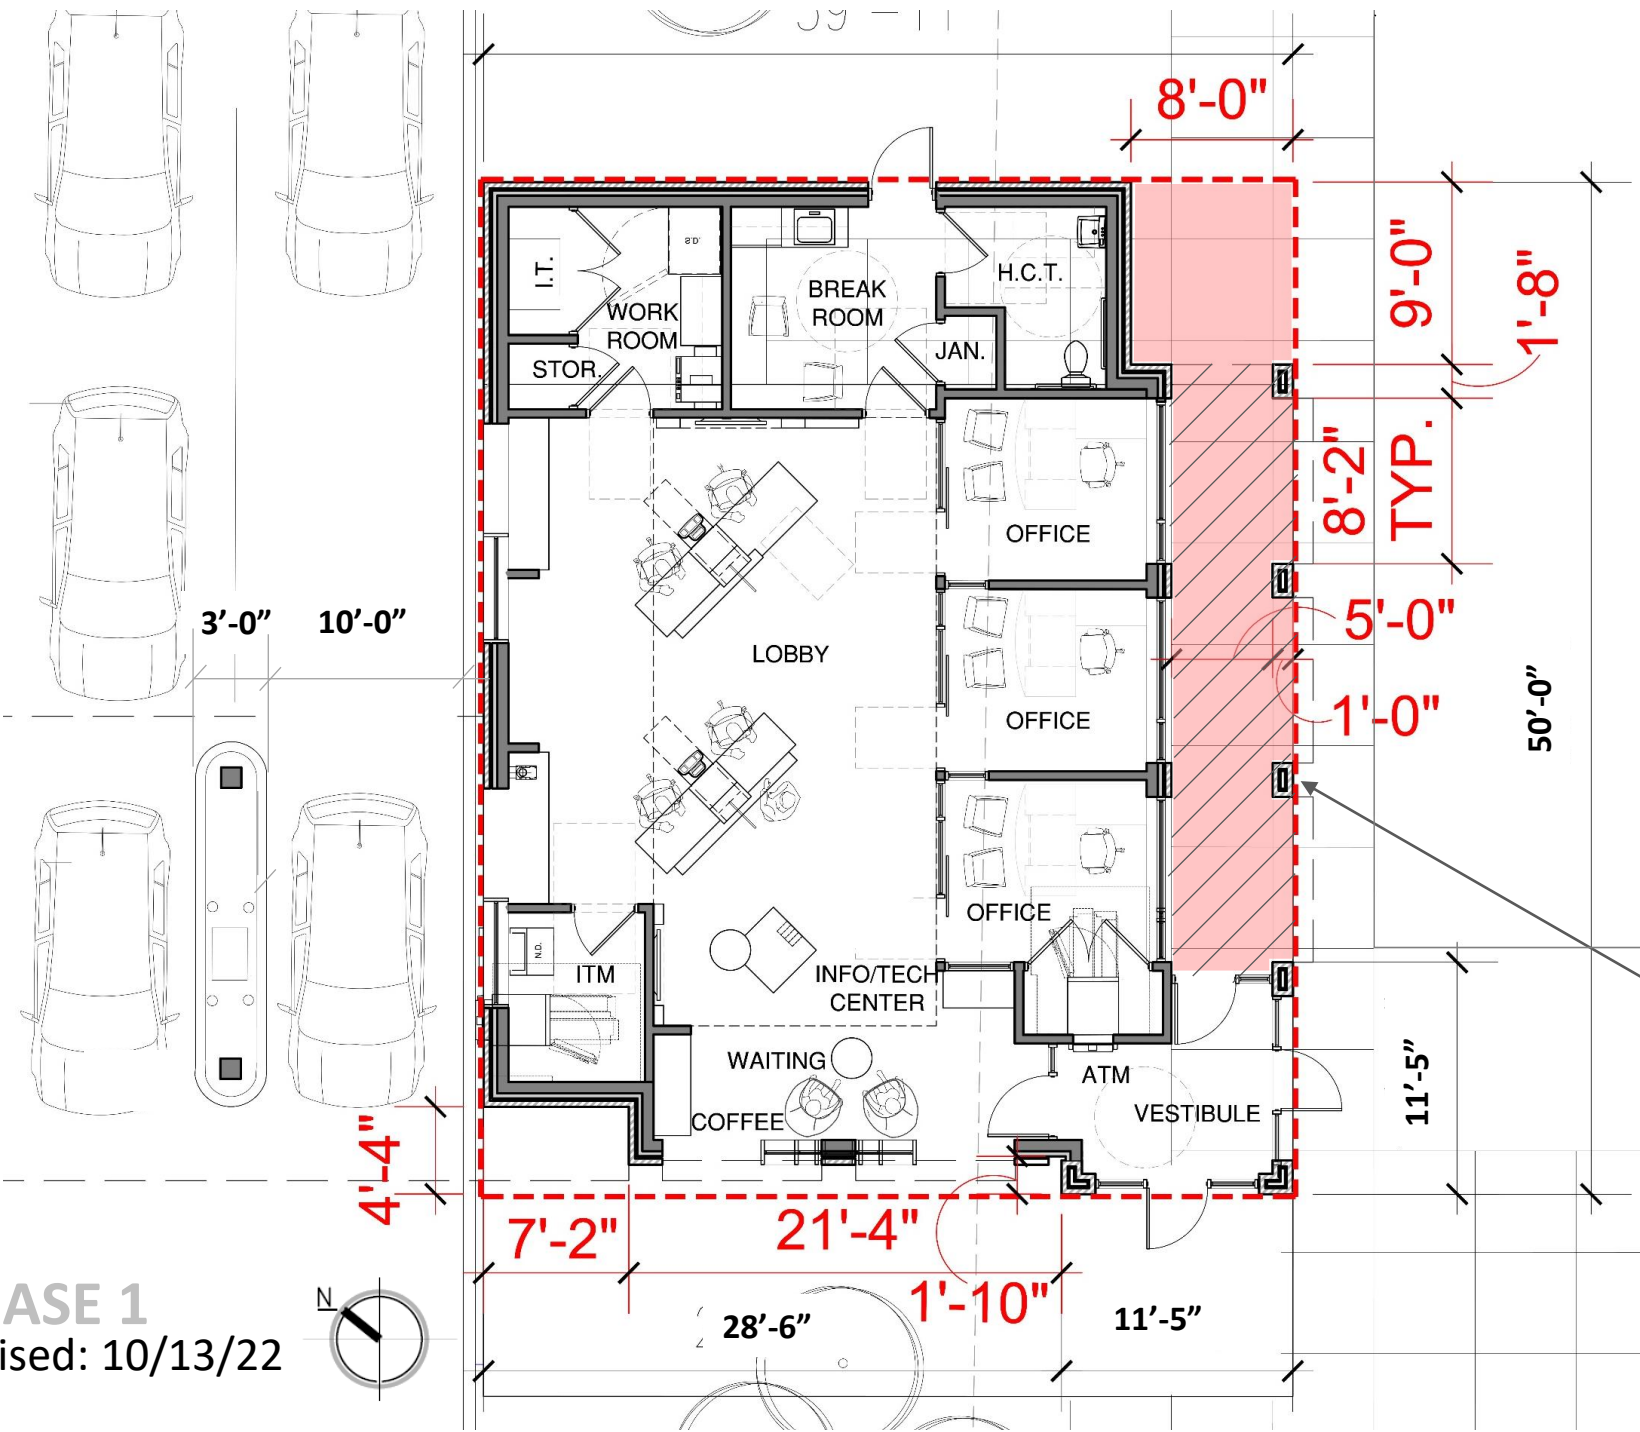 8'-0"
9'-0"
1'-8"
8'-2"
TYP.
I.T.
S.D.
WORK
ROOM
STOR.
BREAK
ROOM
H.C.T.
JAN.
OFFICE
3’-0”
10’-0”
LOBBY
5'-0"
1'-0"
50’-0”
OFFICE
OFFICE
N.D.
ITM
INFO/TECH
CENTER
WAITING
COFFEE
ATM
VESTIBULE
11’-5”
4'-4"
7'-2"
21'-4"
1'-10"
28’-6”
11’-5”
N
ASE 1
ised: 10/13/22